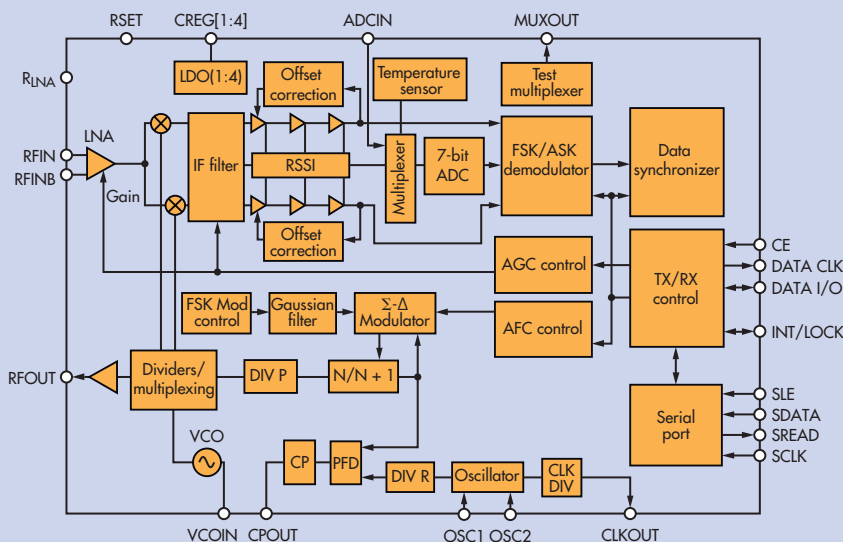 RSET
CREG[1:4]
ADCIN
MUXOUT
RLNA
LDO(1:4)
Offset
correction
Temperature
sensor
Test
multiplexer
LNA
RFIN
RFINB
Gain
IF filter
RSSI
Multiplexer
7-bit
ADC
FSK/ASK
demodulator
Data
synchronizer
Offset
correction
AGC control
TX/RX
control
CE
DATA CLK
DATA I/O
INT/LOCK
FSK Mod
control
Gaussian
filter
Σ-Δ
Modulator
AFC control
RFOUT
Dividers/
multiplexing
DIV P
N/N + 1
Serial
port
SLE
SDATA
SREAD
SCLK
VCO
CP
PFD
DIV R
Oscillator
CLK
DIV
VCOIN
CPOUT
OSC1
OSC2
CLKOUT